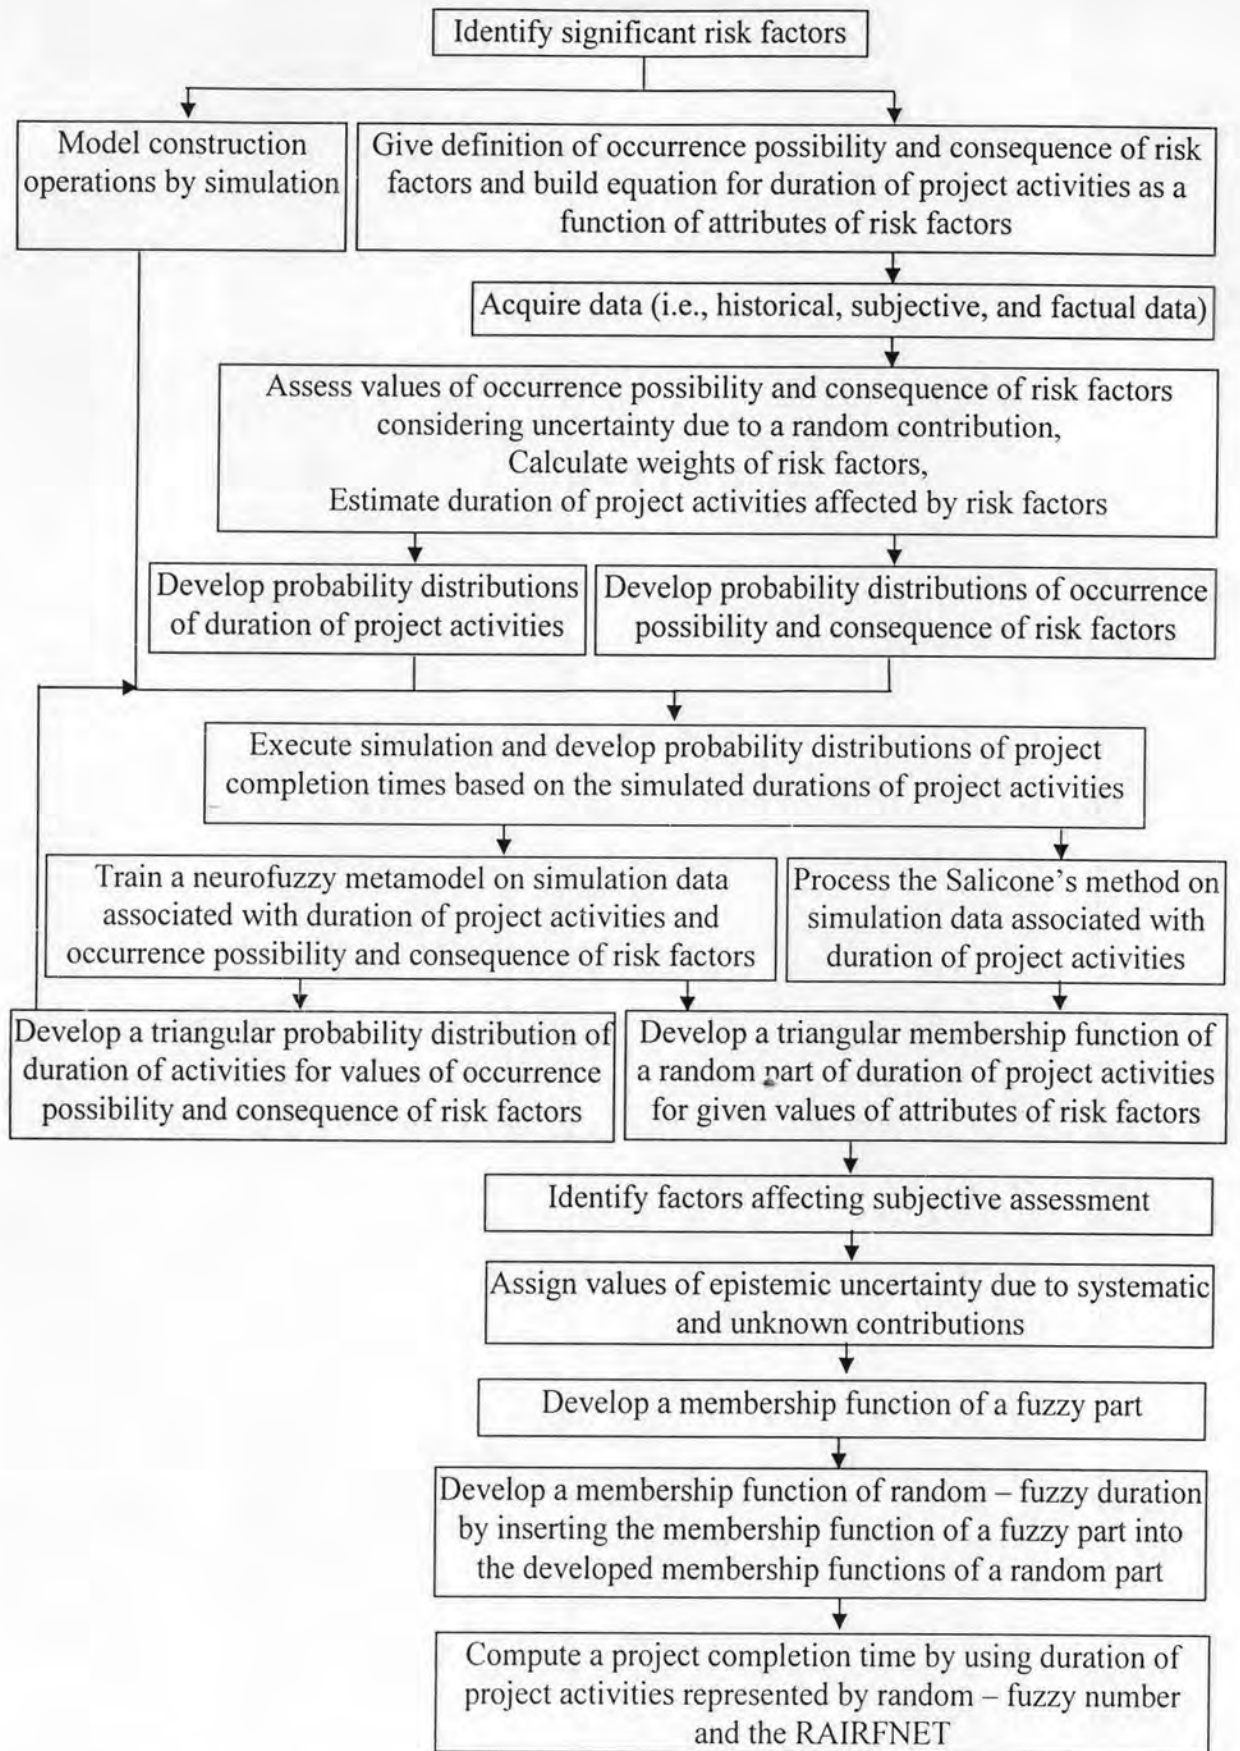 Identify significant risk factors
Model construction
operations by simulation
Give definition of occurrence possibility and consequence of risk
factors and build equation for duration of project activities as a
function of attributes of risk factors
Acquire data (i.e., historical, subjective, and factual data)
Assess values of occurrence possibility and consequence of risk factors
considering uncertainty due to a random contribution,
Calculate weights of risk factors,
Estimate duration of project activities affected by risk factors
Develop probability distributions
of duration of project activities
Develop probability distributions of occurrence
possibility and consequence of risk factors
Execute simulation and develop probability distributions of project
completion times based on the simulated durations of project activities
Train a neurofuzzy metamodel on simulation data
associated with duration of project activities and
occurrence possibility and consequence of risk factors
Process the Salicone's method on
simulation data associated with
duration of project activities
Develop a triangular probability distribution of
duration of activities for values of occurrence
possibility and consequence of risk factors
Develop a triangular membership function of
a random part of duration of project activities
for given values of attributes of risk factors
Identify factors affecting subjective assessment
Assign values of epistemic uncertainty due to systematic
and unknown contributions
Develop a membership function of a fuzzy part
Develop a membership function of random – fuzzy duration
by inserting the membership function of a fuzzy part into
the developed membership functions of a random part
Compute a project completion time by using duration of
project activities represented by random – fuzzy number
and the RAIRFNET